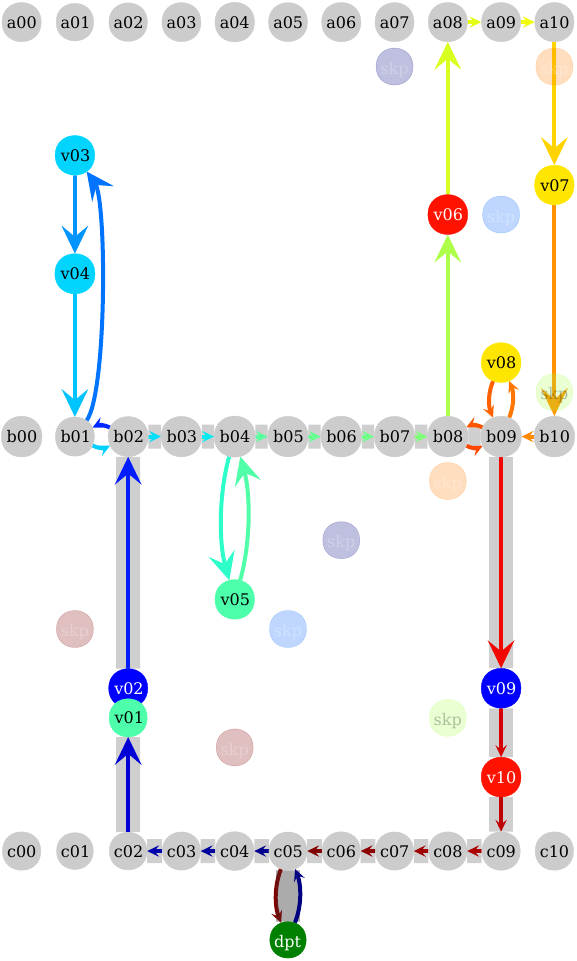 a00 a01 a02 a03 a04 a05 a06 a07 a08 a09 a10
skp skp
v03
v07
v06 skp
v04
v08
skp
b00 b01 b02 b03 b04 b05 b06 b07 b08 b09 b10
skp
skp
v05
skp skp
v02 v09
v01 skp
skp
v10
c00 c01 c02 c03 c04 c05 c06 c07 c08 c09 c10
dpt